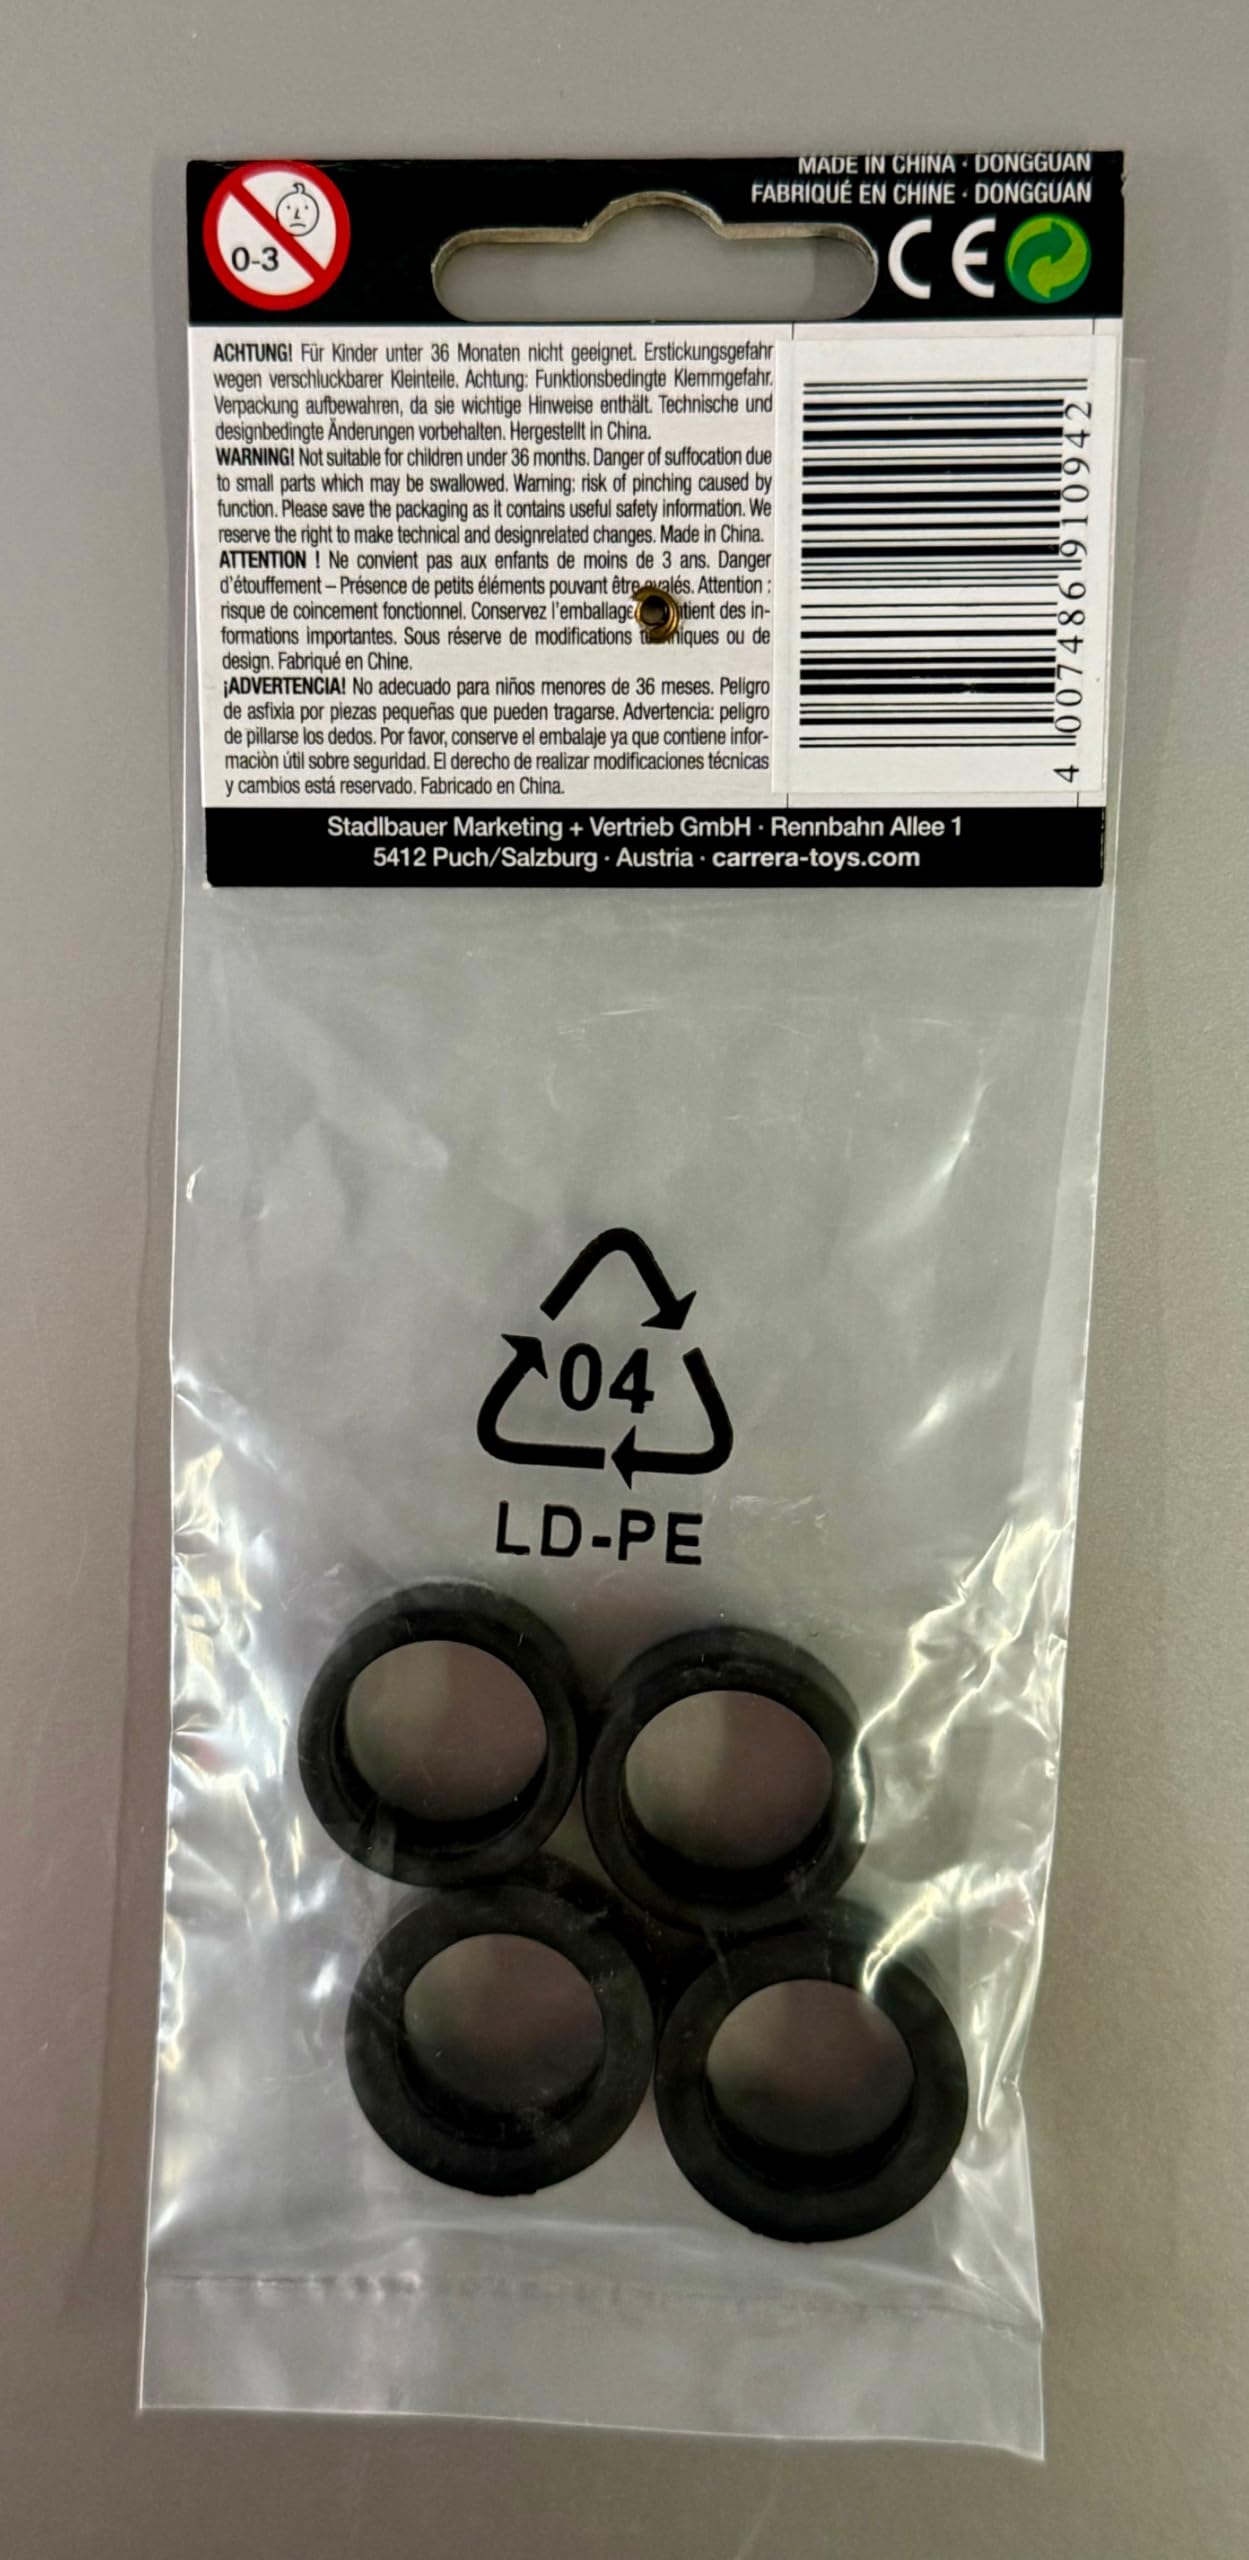 MADE IN CHINA · DONGGUAN
FABRIQUÉ EN CHINE · DONGGUAN
0-3
CE
ACHTUNG! Für Kinder unter 36 Monaten nicht geeignet. Erstickungsgefahr
wegen verschluckbarer Kleinteile. Achtung: Funktionsbedingte Klemmgefahr.
Verpackung aufbewahren, da sie wichtige Hinweise enthält. Technische und
designbedingte Änderungen vorbehalten. Hergestellt in China.
WARNING! Not suitable for children under 36 months. Danger of suffocation due
to small parts which may be swallowed. Warning: risk of pinching caused by
function. Please save the packaging as it contains useful safety information. We
reserve the right to make technical and designrelated changes. Made in China.
ATTENTION ! Ne convient pas aux enfants de moins de 3 ans. Danger
d'étouffement – Présence de petits éléments pouvant être avalés. Attention :
risque de coincement fonctionnel. Conservez l'emballage des in-
formations importantes. Sous réserve de modifications techniques ou de
design. Fabriqué en Chine.
¡ADVERTENCIA! No adecuado para niños menores de 36 meses. Peligro
de asfixia por piezas pequeñas que pueden tragarse. Advertencia: peligro
de pillarse los dedos. Por favor, conserve el embalaje ya que contiene infor-
maciòn útil sobre seguridad. El derecho de realizar modificaciones técnicas
y cambios está reservado. Fabricado en China.
4 007486 910942
Stadlbauer Marketing + Vertrieb GmbH · Rennbahn Allee 1
5412 Puch/Salzburg · Austria · carrera-toys.com
04
LD-PE